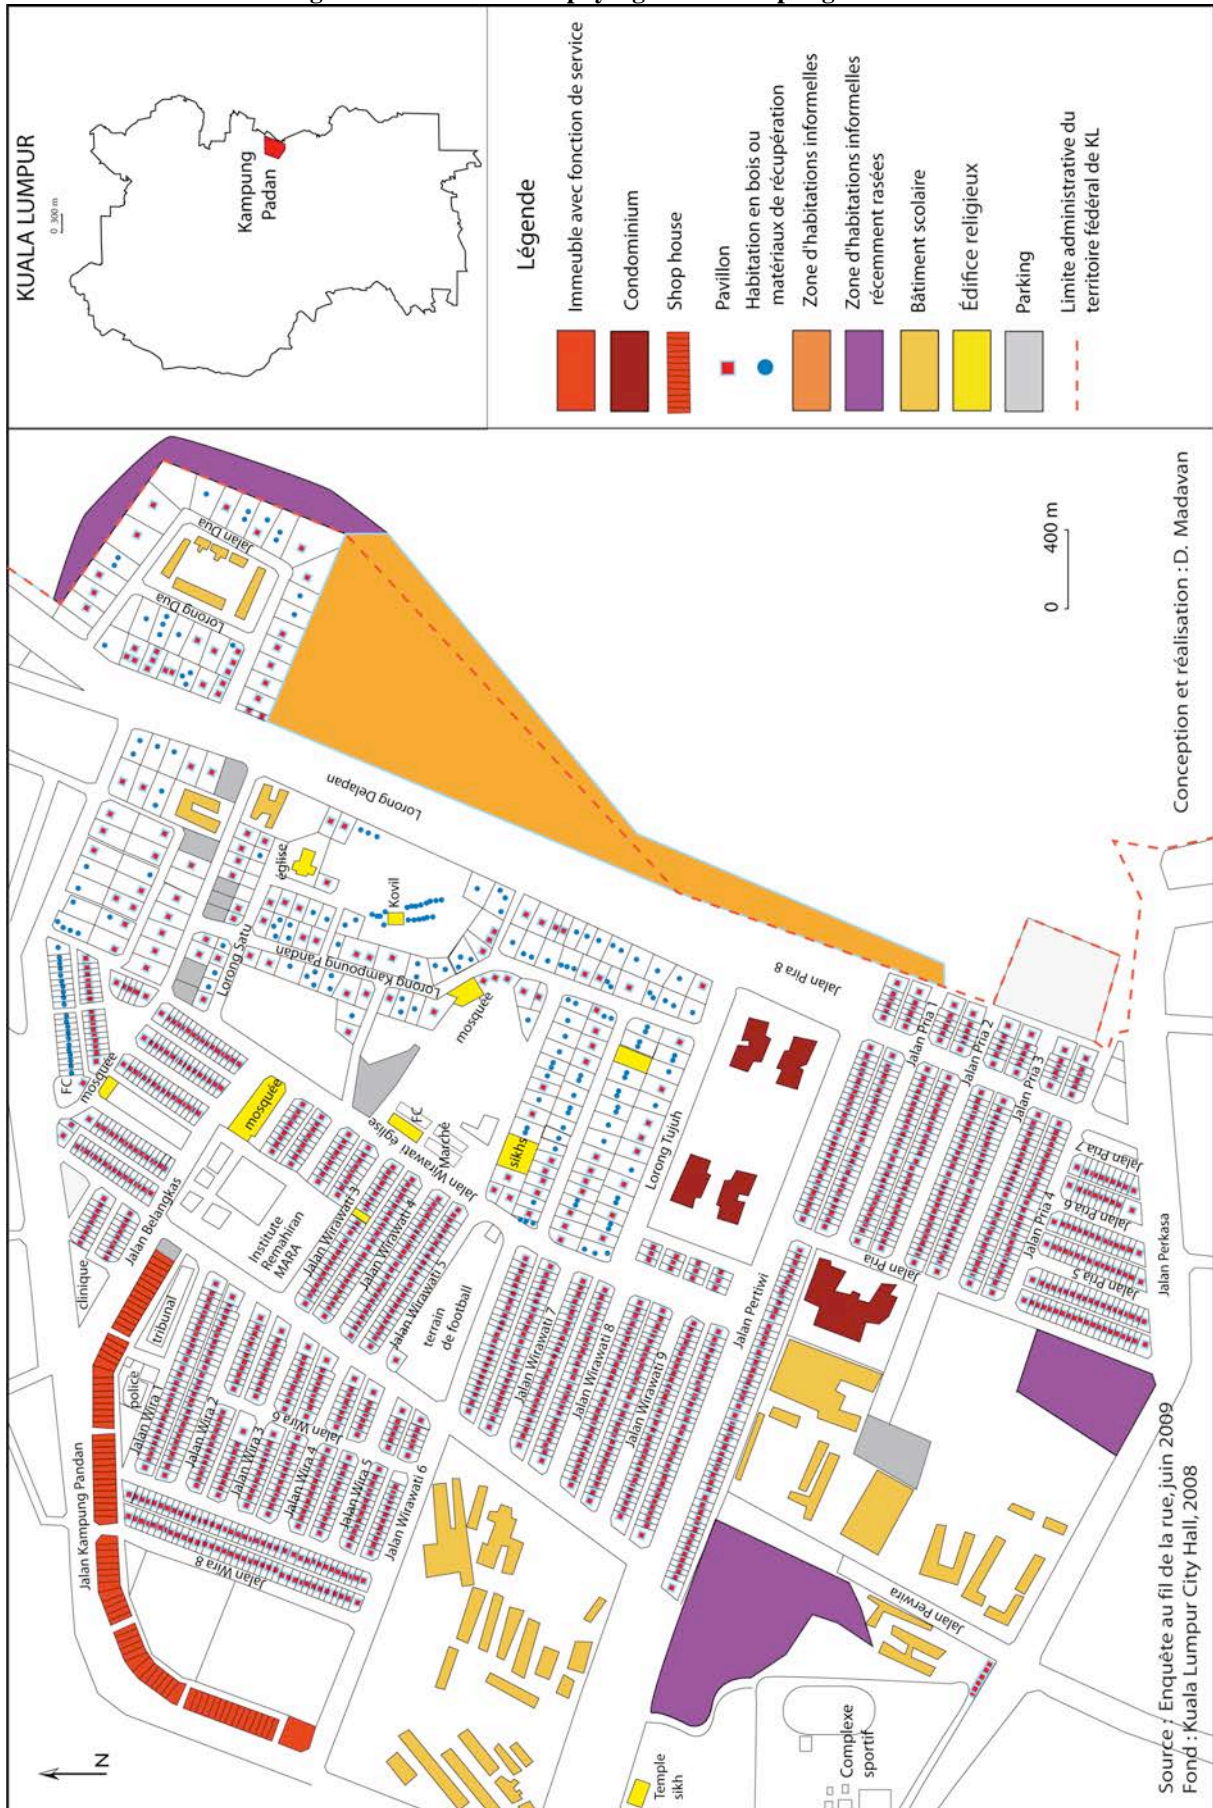 KUALA LUMPUR
0 300 m
Kampung
Padan
Légende
Immeuble avec fonction de service
Condominium
Shop house
Pavillon
Habitation en bois ou
matériaux de récupération
Zone d'habitations informelles
Zone d'habitations informelles
récemment rasées
Bâtiment scolaire
Édifice religieux
Parking
Limite administrative du
territoire fédéral de KL
N
Jalan Kampung Pandan
clinique
Jalan Belangkas
FC
mosquée
mosquée
tribunal
police
Jalan Wira 1
Jalan Wira 2
Jalan Wira 3
Jalan Wira 4
Jalan Wira 5
Jalan Wira 6
Jalan Wirawati 6
Jalan Wira 8
Institute
Remahiran
MARA
Jalan Wirawati 3
Jalan Wirawati 4
Jalan Wirawati 5
terrain
de football
Jalan Wirawati
église
FC
Marché
Lorong Satu
Lorong Kampoung Pandan
mosquée
Kovil
église
Lorong Delapan
Lorong Dua
Jalan Dua
sikhs
Lorong Tujuh
Jalan Wirawati 7
Jalan Wirawati 8
Jalan Wirawati 9
Jalan Pertiwi
Jalan Pira 8
Jalan Pria
Jalan Pria 1
Jalan Pria 2
Jalan Pria 3
Jalan Pria 4
Jalan Pria 5
Jalan Pria 6
Jalan Pria 7
Jalan Perkasa
Jalan Perwira
Temple
sikh
Complexe
sportif
0 400 m
Source : Enquête au fil de la rue, juin 2009
Fond : Kuala Lumpur City Hall, 2008
Conception et réalisation : D. Madavan